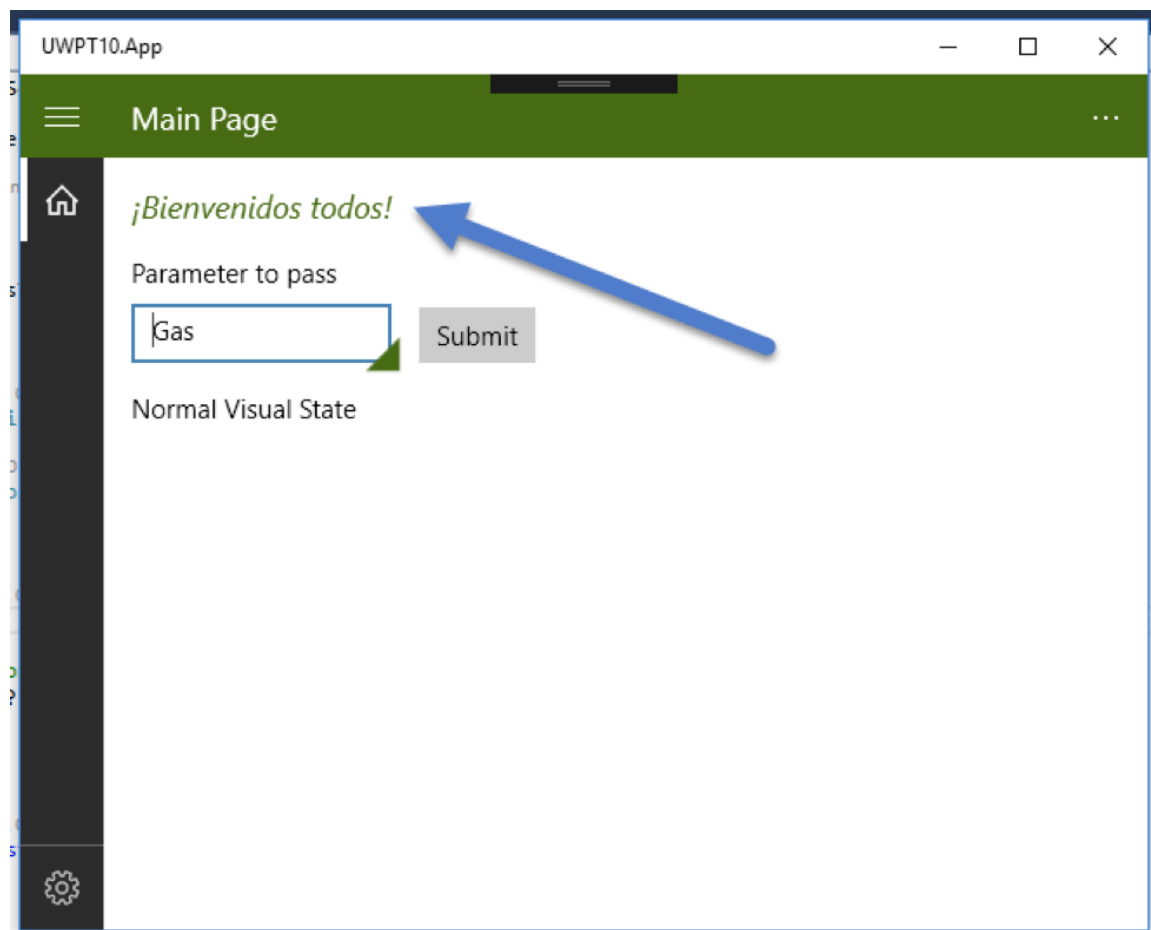 UWPT10.App
Main Page
¡Bienvenidos todos!
Parameter to pass
Gas
Submit
Normal Visual State